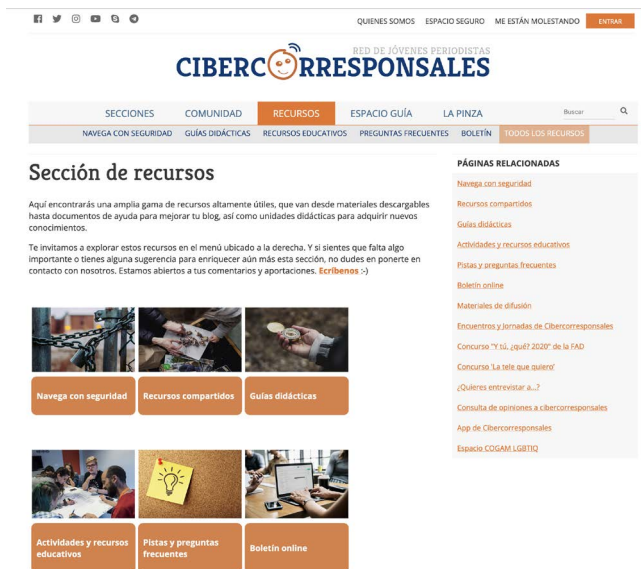 QUIENES SOMOS ESPACIO SEGURO ME ESTÁN MOLESTANDO ENTRAR
RED DE JÓVENES PERIODISTAS
CIBERCORRESPONSALES
SECCIONES COMUNIDAD RECURSOS ESPACIO GUÍA LA PINZA Buscar
NAVEGA CON SEGURIDAD GUÍAS DIDÁCTICAS RECURSOS EDUCATIVOS PREGUNTAS FRECUENTES BOLETÍN TODOS LOS RECURSOS
Sección de recursos
Aquí encontrarás una amplia gama de recursos altamente útiles, que van desde materiales descargables
hasta documentos de ayuda para mejorar tu blog, así como unidades didácticas para adquirir nuevos
conocimientos.
Te invitamos a explorar estos recursos en el menú ubicado a la derecha. Y si sientes que falta algo
importante o tienes alguna sugerencia para enriquecer aún más esta sección, no dudes en ponerte en
contacto con nosotros. Estamos abiertos a tus comentarios y aportaciones. Ecríbenos :-)
Navega con seguridad
Recursos compartidos
Guías didácticas
Actividades y recursos
educativos
Pistas y preguntas
frecuentes
Boletín online
PÁGINAS RELACIONADAS
Navega con seguridad
Recursos compartidos
Guías didácticas
Actividades y recursos educativos
Pistas y preguntas frecuentes
Boletín online
Materiales de difusión
Encuentros y Jornadas de Cibercorresponsales
Concurso "Y tú, ¿qué? 2020" de la FAD
Concurso 'La tele que quiero'
¿Quieres entrevistar a...?
Consulta de opiniones a cibercorresponsales
App de Cibercorresponsales
Espacio COGAM LGBTIQ